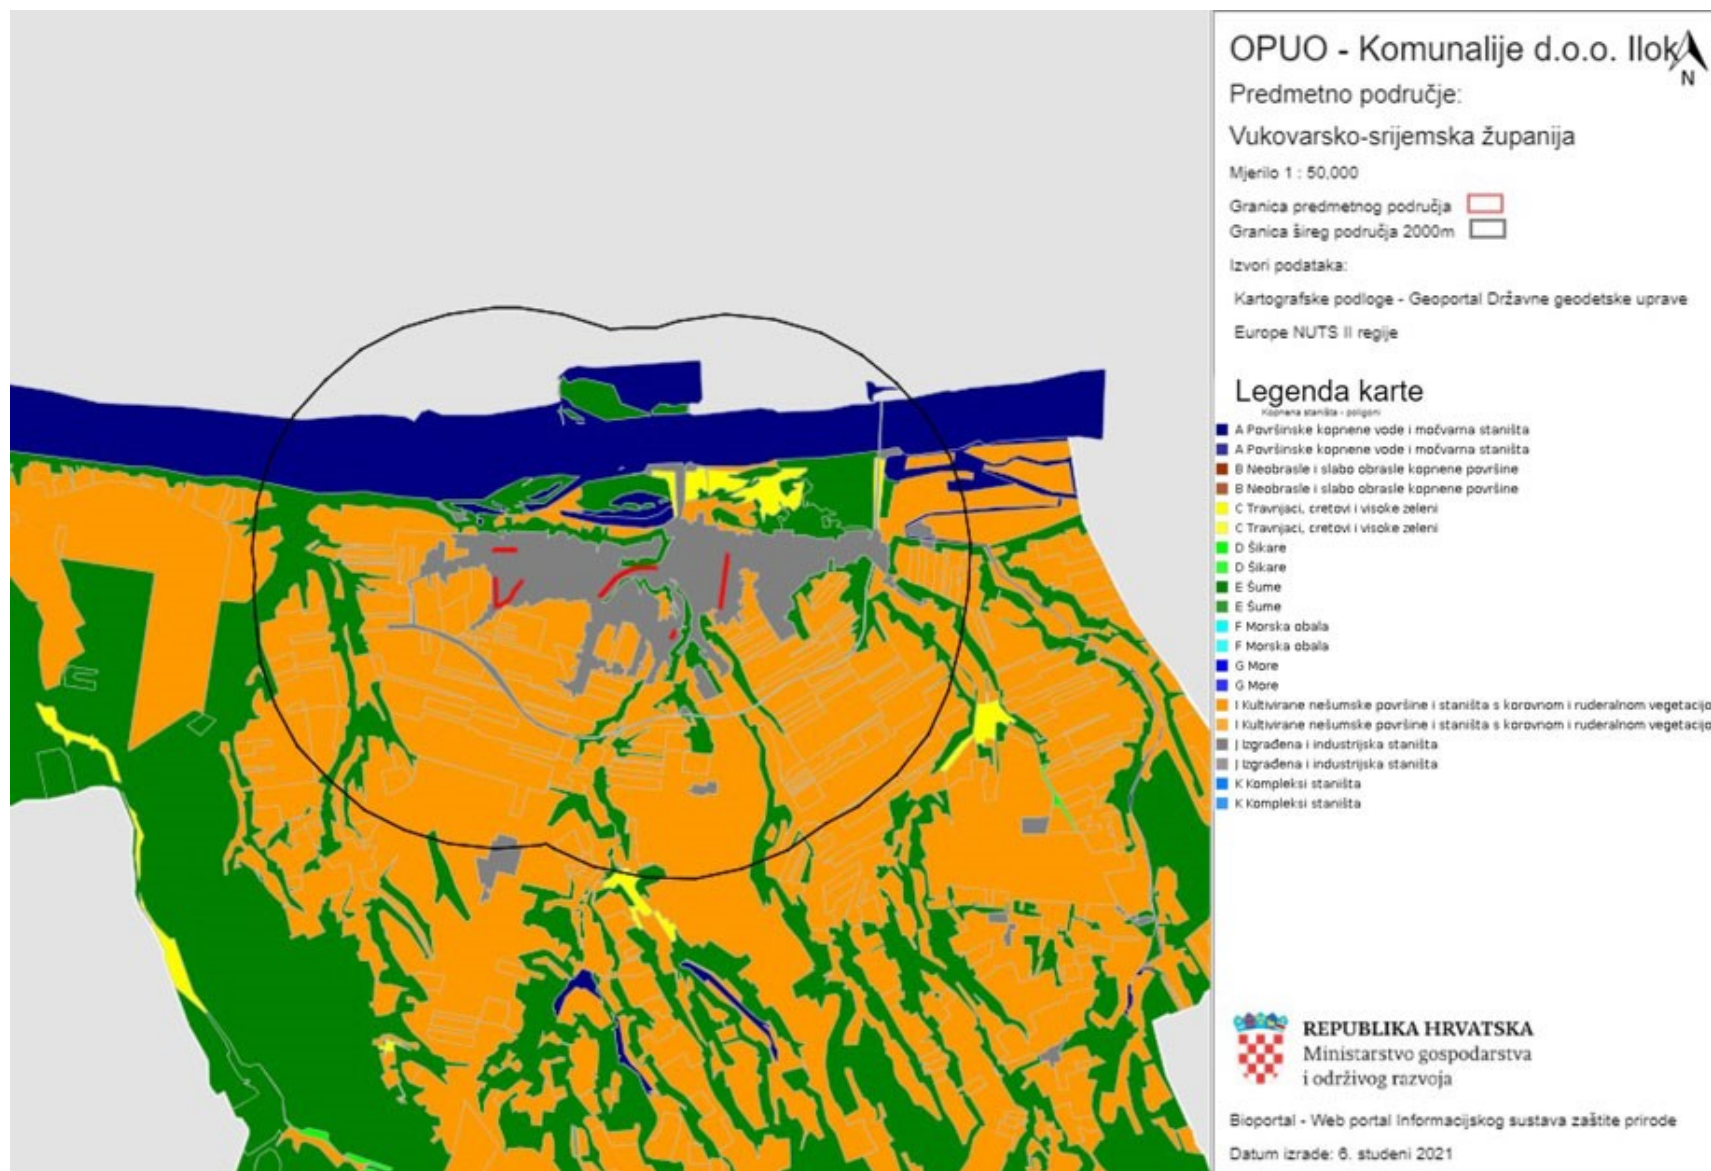 OPUO - Komunalije d.o.o. Ilok
N
Predmetno područje:
Vukovarsko-srijemska županija
Mjerilo 1 : 50,000
Granica predmetnog područja
Granica šireg područja 2000m
Izvori podataka:
Kartografske podloge - Geoportal Državne geodetske uprave
Europe NUTS II regije
Legenda karte
Kopnena staništa - poligoni
A Površinske kopnene vode i močvarna staništa
A Površinske kopnene vode i močvarna staništa
B Neobrasle i slabo obrasle kopnene površine
B Neobrasle i slabo obrasle kopnene površine
C Travnjaci, cretovi i visoke zeleni
C Travnjaci, cretovi i visoke zeleni
D Šikare
D Šikare
E Šume
E Šume
F Morska obala
F Morska obala
G More
G More
I Kultivirane nešumske površine i staništa s korovnom i ruderalnom vegetacijo
I Kultivirane nešumske površine i staništa s korovnom i ruderalnom vegetacijo
J Izgrađena i industrijska staništa
J Izgrađena i industrijska staništa
K Kompleksi staništa
K Kompleksi staništa
REPUBLIKA HRVATSKA
Ministarstvo gospodarstva
i održivog razvoja
Bioportal - Web portal Informacijskog sustava zaštite prirode
Datum izrade: 6. studeni 2021